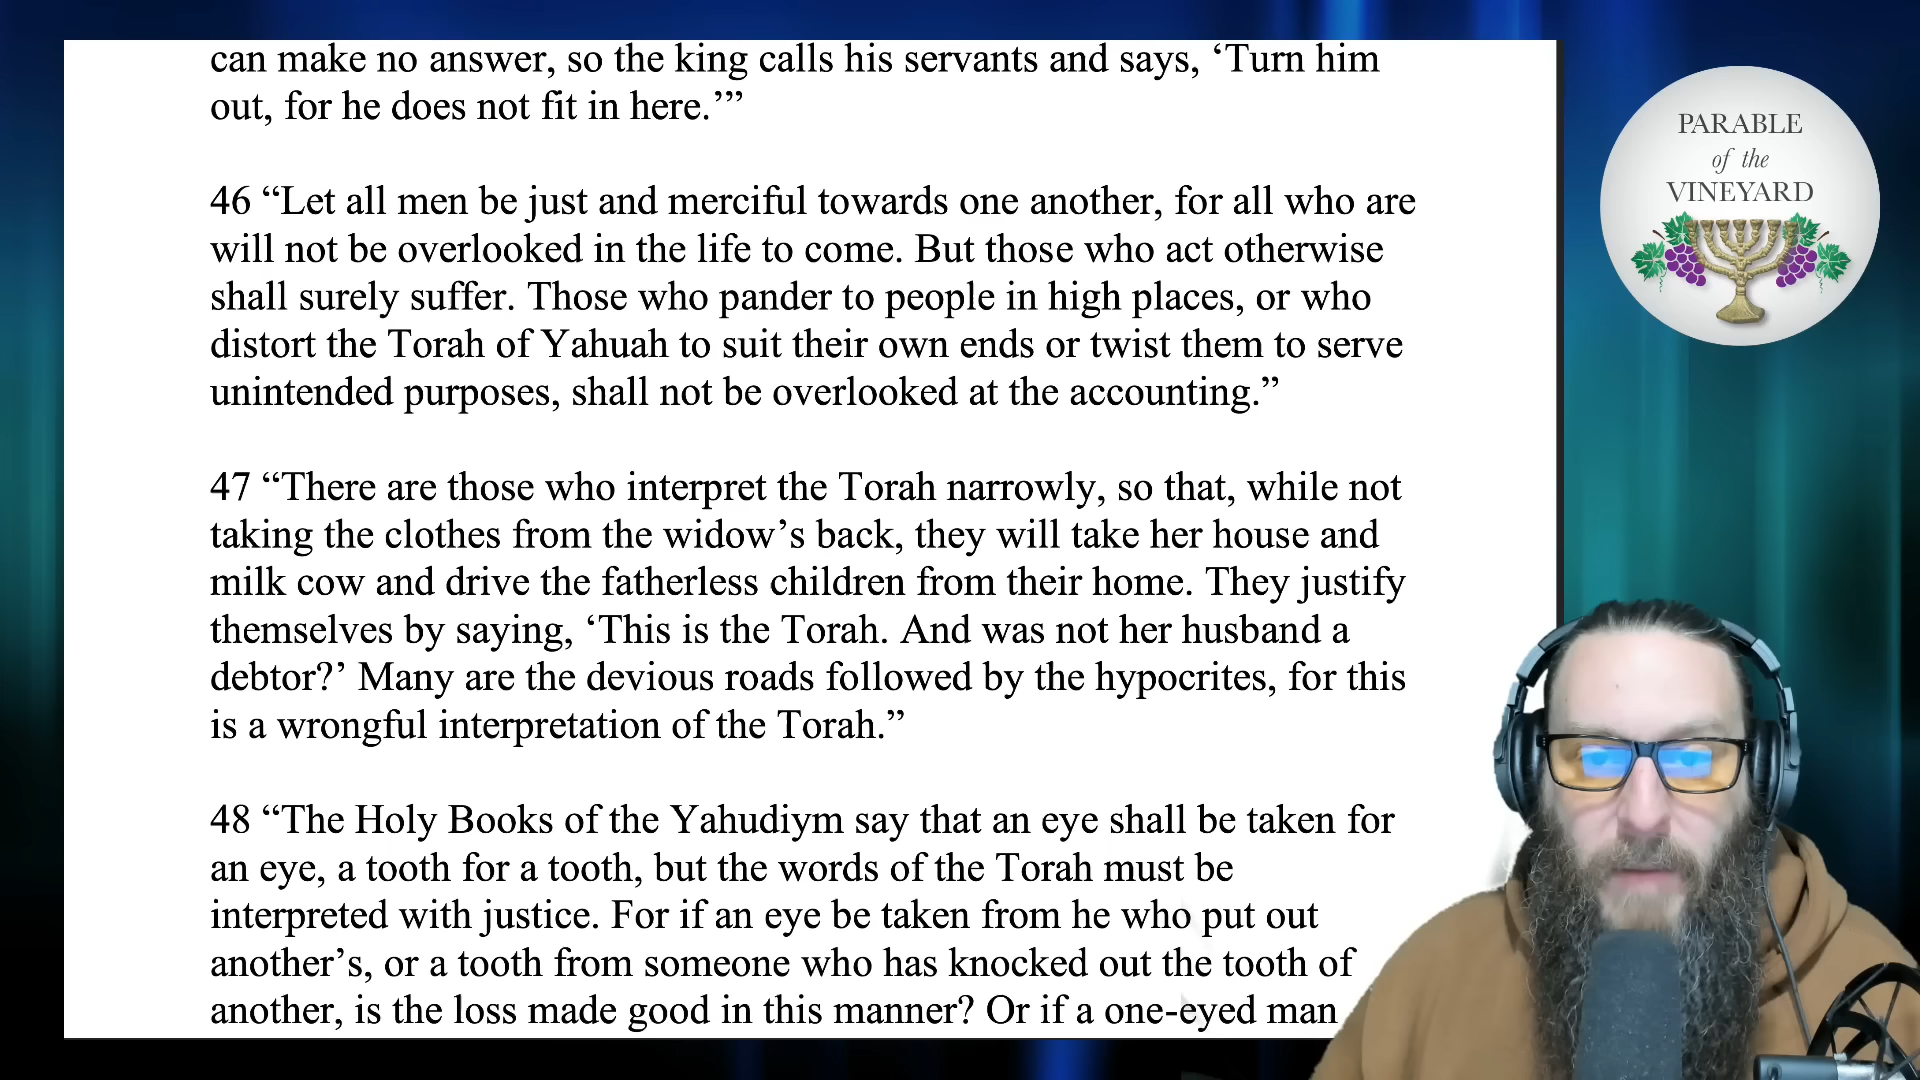 can make no answer, so the king calls his servants and says, ‘Turn him
out, for he does not fit in here.’”
46 “Let all men be just and merciful towards one another, for all who are
will not be overlooked in the life to come. But those who act otherwise
shall surely suffer. Those who pander to people in high places, or who
distort the Torah of Yahuah to suit their own ends or twist them to serve
unintended purposes, shall not be overlooked at the accounting.”
47 “There are those who interpret the Torah narrowly, so that, while not
taking the clothes from the widow’s back, they will take her house and
milk cow and drive the fatherless children from their home. They justify
themselves by saying, ‘This is the Torah. And was not her husband a
debtor?’ Many are the devious roads followed by the hypocrites, for this
is a wrongful interpretation of the Torah.”
48 “The Holy Books of the Yahudiym say that an eye shall be taken for
an eye, a tooth for a tooth, but the words of the Torah must be
interpreted with justice. For if an eye be taken from he who put out
another’s, or a tooth from someone who has knocked out the tooth of
another, is the loss made good in this manner? Or if a one-eyed man
PARABLE
of the
VINEYARD